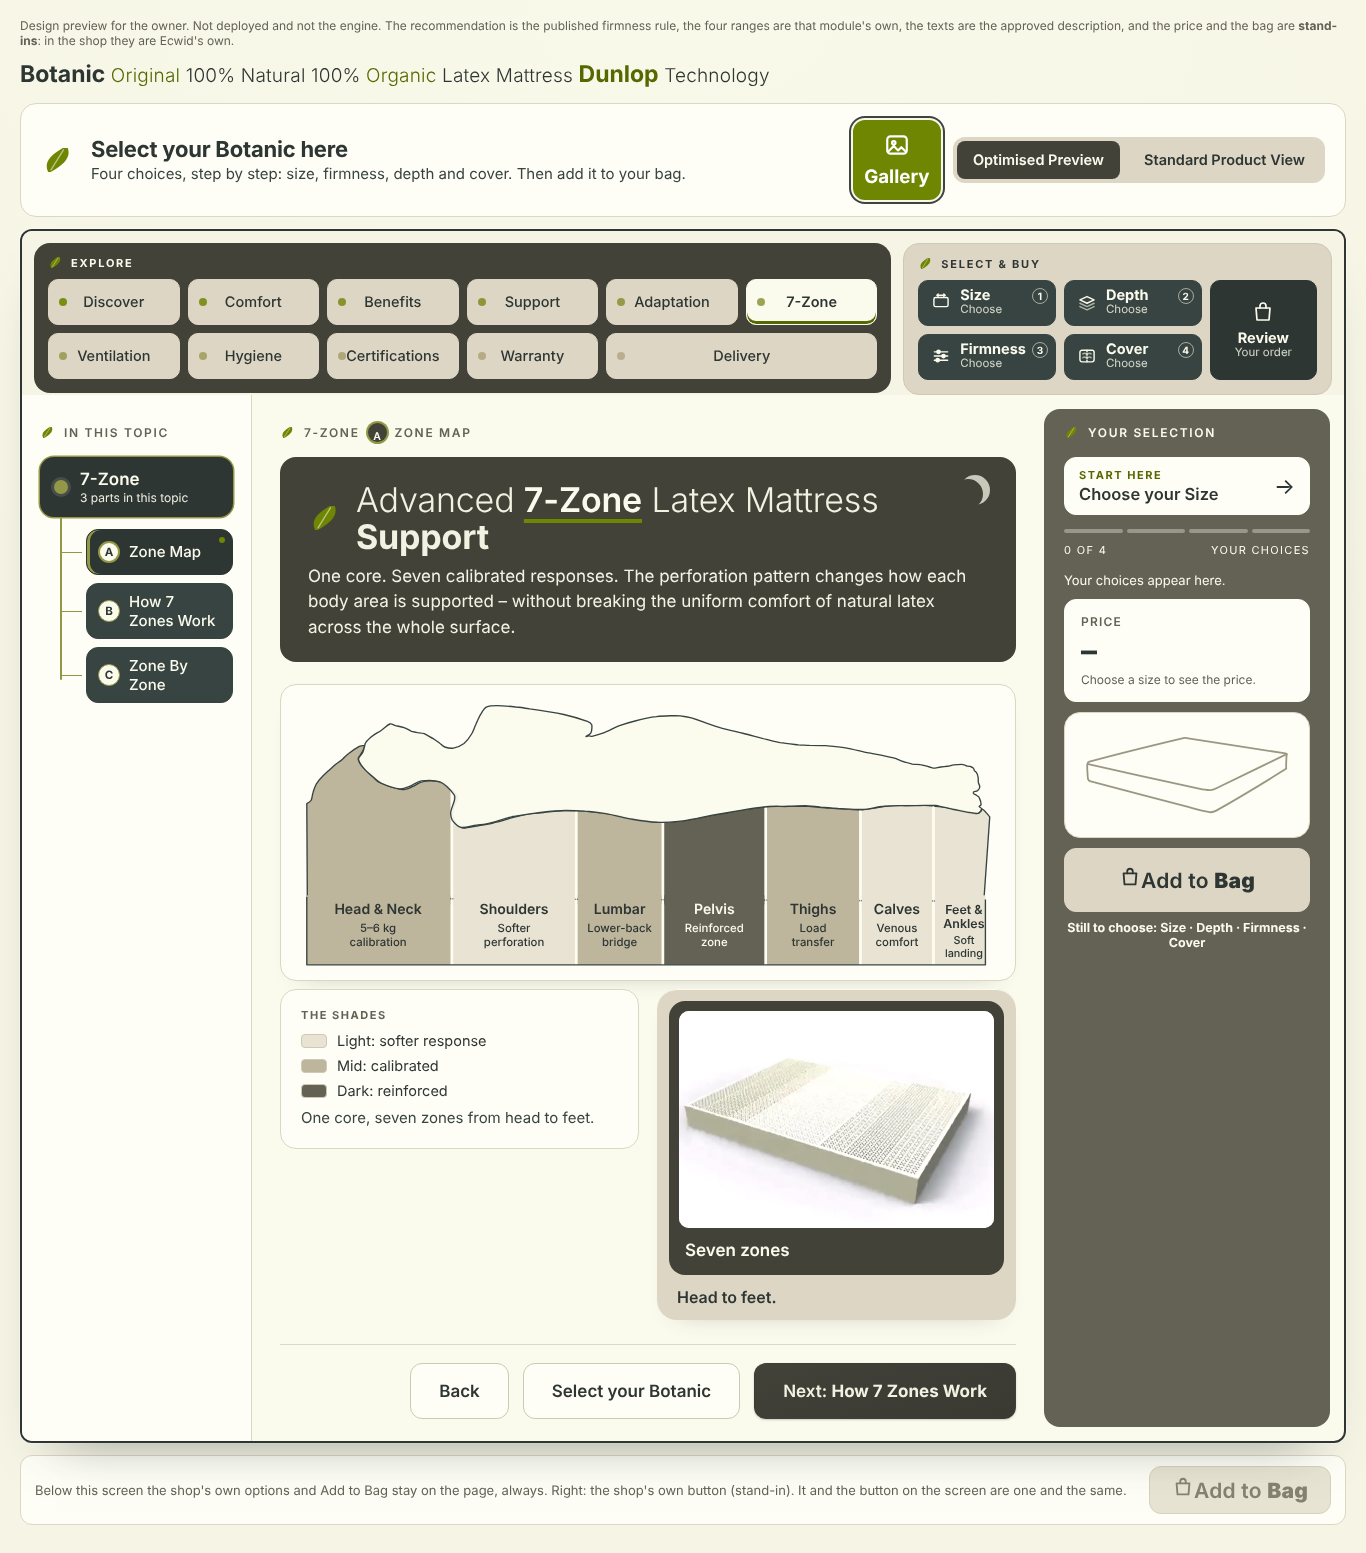 Design preview for the owner. Not deployed and not the engine. The recommendation is the published firmness rule, the four ranges are that module's own, the texts are the approved description, and the price and the bag are stand-
ins: in the shop they are Ecwid's own.
Botanic Original 100% Natural 100% Organic Latex Mattress Dunlop Technology
Select your Botanic here
Four choices, step by step: size, firmness, depth and cover. Then add it to your bag.
Gallery
Optimised Preview
Standard Product View
EXPLORE
Discover
Comfort
Benefits
Support
Adaptation
7-Zone
Ventilation
Hygiene
Certifications
Warranty
Delivery
SELECT & BUY
Size
Choose
1
Depth
Choose
2
Firmness
Choose
3
Cover
Choose
4
Review
Your order
IN THIS TOPIC
7-Zone
3 parts in this topic
A
Zone Map
B
How 7
Zones Work
C
Zone By
Zone
7-ZONE A ZONE MAP
Advanced 7-Zone Latex Mattress
Support
One core. Seven calibrated responses. The perforation pattern changes how each
body area is supported – without breaking the uniform comfort of natural latex
across the whole surface.
Head & Neck
5–6 kg
calibration
Shoulders
Softer
perforation
Lumbar
Lower-back
bridge
Pelvis
Reinforced
zone
Thighs
Load
transfer
Calves
Venous
comfort
Feet &
Ankles
Soft
landing
THE SHADES
Light: softer response
Mid: calibrated
Dark: reinforced
One core, seven zones from head to feet.
Seven zones
Head to feet.
Back
Select your Botanic
Next: How 7 Zones Work
YOUR SELECTION
START HERE
Choose your Size
0 OF 4
YOUR CHOICES
Your choices appear here.
PRICE
–
Choose a size to see the price.
Add to Bag
Still to choose: Size · Depth · Firmness ·
Cover
Below this screen the shop's own options and Add to Bag stay on the page, always. Right: the shop's own button (stand-in). It and the button on the screen are one and the same.
Add to Bag